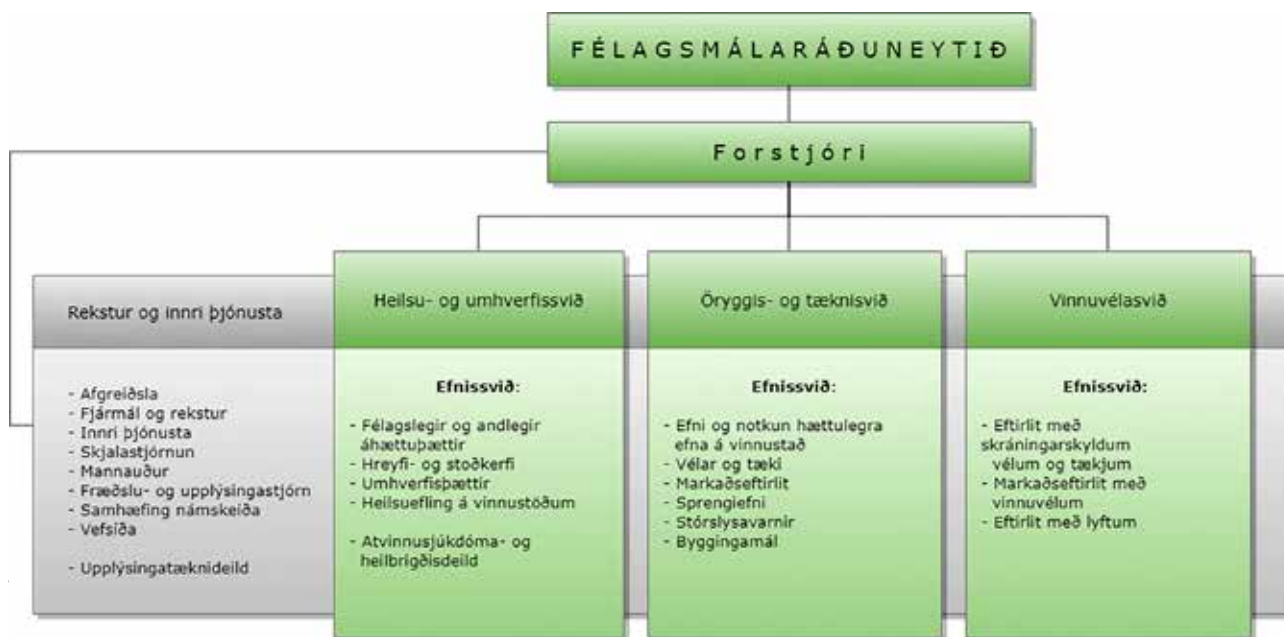 FÉLAGSMÁLARÁÐUNEYTIÐ
Forstjóri
Rekstur og innri þjónusta
- Afgreiðsla
- Fjármál og rekstur
- Innri þjónusta
- Skjalastjórnun
- Mannauður
- Fræðslu- og upplýsingastjórn
- Samhæfing námskeiða
- Vefsíða
- Upplýsingatæknideild
Heilsu- og umhverfissvið
Efnissvið:
- Félagslegir og andlegir
áhættuþættir
- Hreyfi- og stoðkerfi
- Umhverfisþættir
- Heilsuefling á vinnustöðum
- Atvinnusjúkdóma- og
heilbrigðisdeild
Öryggis- og tæknisvið
Efnissvið:
- Efni og notkun hættulegra
efna á vinnustað
- Vélar og tæki
- Markaðseftirlit
- Sprengiefni
- Stórslysavarnir
- Byggingamál
Vinnuvélasvið
Efnissvið:
- Eftirlit með
skráningarskyldum
vélum og tækjum
- Markaðseftirlit með
vinnuvélum
- Eftirlit með lyftum